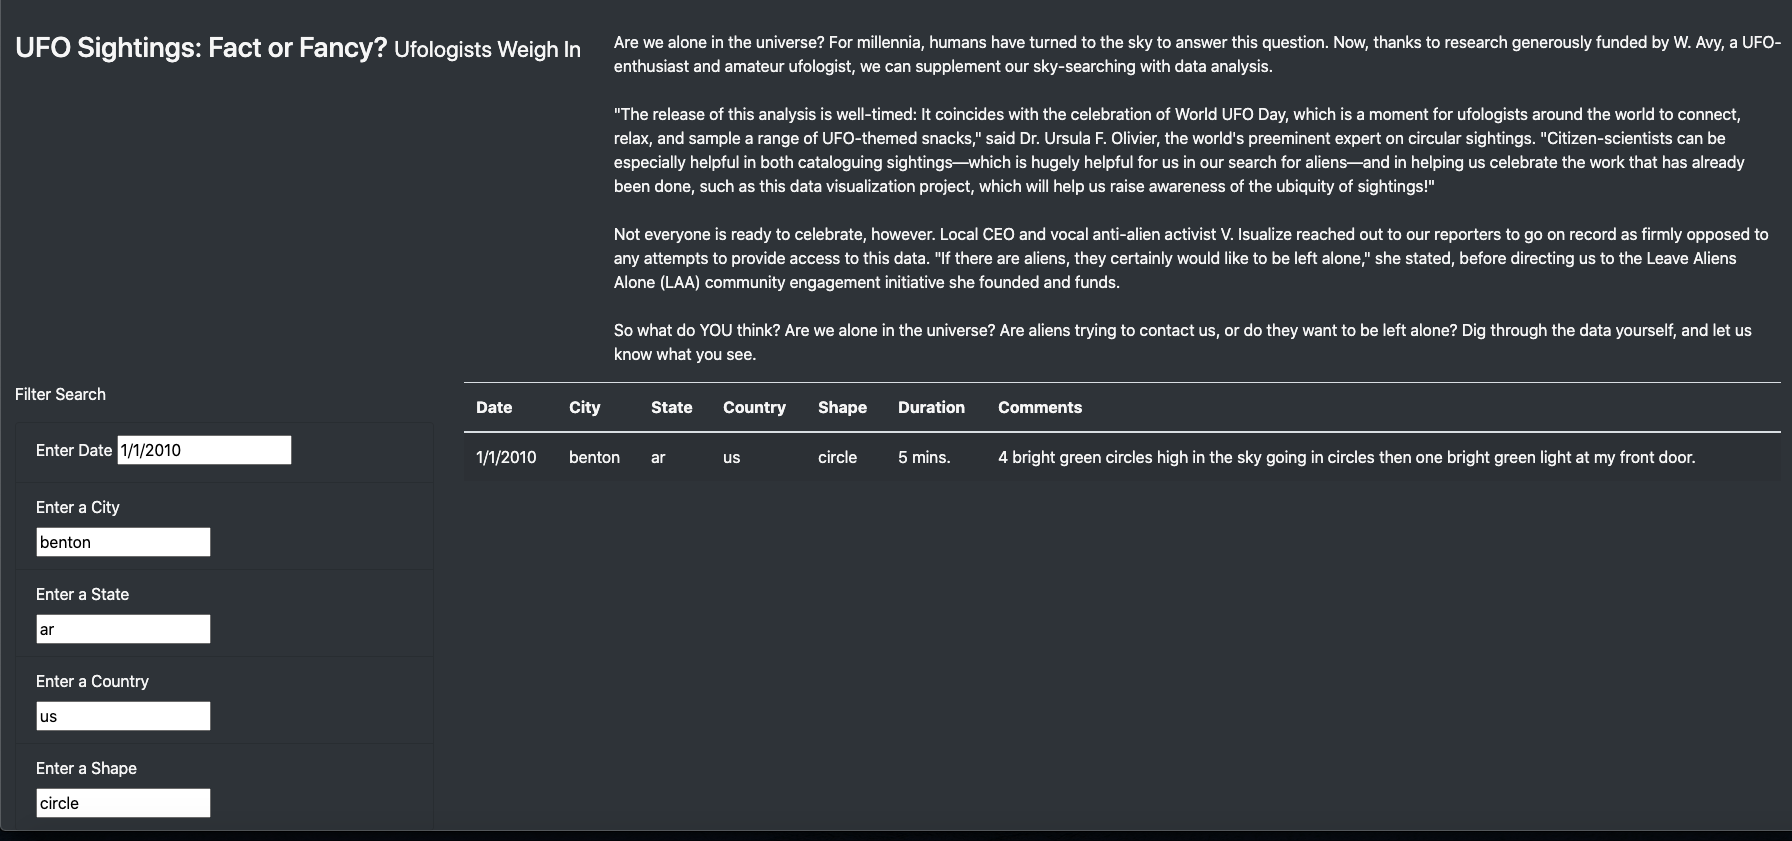 UFO Sightings: Fact or Fancy? Ufologists Weigh In
Are we alone in the universe? For millennia, humans have turned to the sky to answer this question. Now, thanks to research generously funded by W. Avy, a UFO-
enthusiast and amateur ufologist, we can supplement our sky-searching with data analysis.
"The release of this analysis is well-timed: It coincides with the celebration of World UFO Day, which is a moment for ufologists around the world to connect,
relax, and sample a range of UFO-themed snacks," said Dr. Ursula F. Olivier, the world's preeminent expert on circular sightings. "Citizen-scientists can be
especially helpful in both cataloguing sightings—which is hugely helpful for us in our search for aliens—and in helping us celebrate the work that has already
been done, such as this data visualization project, which will help us raise awareness of the ubiquity of sightings!"
Not everyone is ready to celebrate, however. Local CEO and vocal anti-alien activist V. Isualize reached out to our reporters to go on record as firmly opposed to
any attempts to provide access to this data. "If there are aliens, they certainly would like to be left alone," she stated, before directing us to the Leave Aliens
Alone (LAA) community engagement initiative she founded and funds.
So what do YOU think? Are we alone in the universe? Are aliens trying to contact us, or do they want to be left alone? Dig through the data yourself, and let us
know what you see.
Filter Search
Enter Date 1/1/2010
Enter a City
benton
Enter a State
ar
Enter a Country
us
Enter a Shape
circle
Date City State Country Shape Duration Comments
1/1/2010 benton ar us circle 5 mins. 4 bright green circles high in the sky going in circles then one bright green light at my front door.